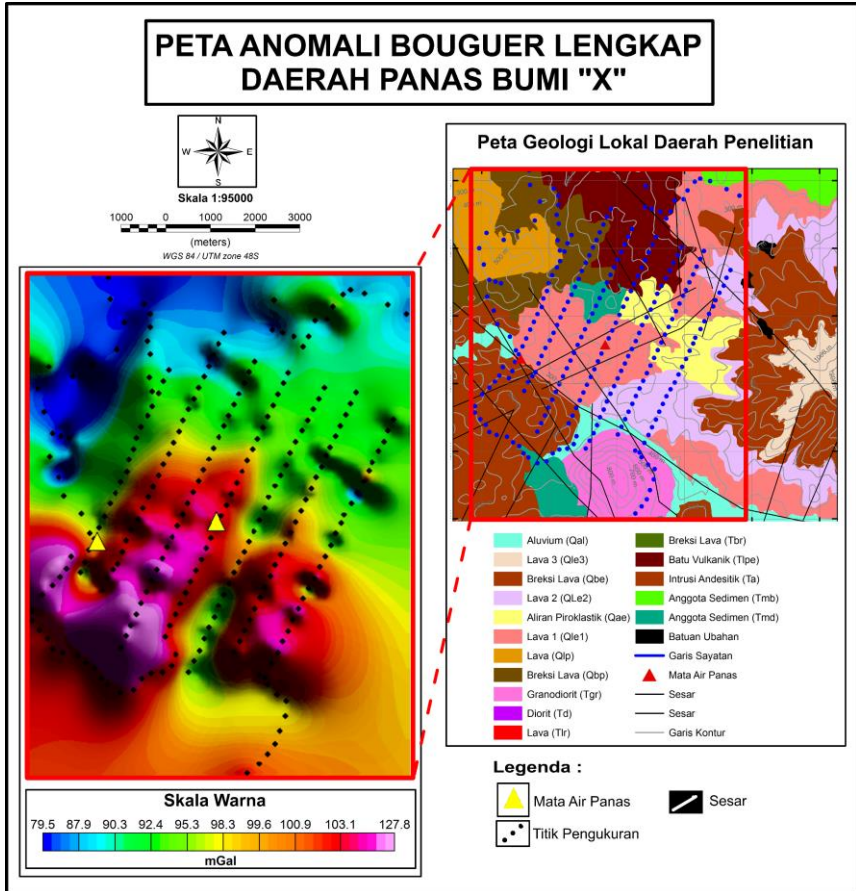 PETA ANOMALI BOUGUER LENGKAP
DAERAH PANAS BUMI "X"
N
W E
S
Skala 1:95000
1000 0 1000 2000 3000
(meters)
WGS 84 / UTM zone 48S
Peta Geologi Lokal Daerah Penelitian
Aluvium (Qal)
Lava 3 (Qle3)
Breksi Lava (Qbe)
Lava 2 (QLe2)
Aliran Piroklastik (Qae)
Lava 1 (Qle1)
Lava (Qlp)
Breksi Lava (Qbp)
Granodiorit (Tgr)
Diorit (Td)
Lava (Tlr)
Breksi Lava (Tbr)
Batu Vulkanik (Tlpe)
Intrusi Andesitik (Ta)
Anggota Sedimen (Tmb)
Anggota Sedimen (Tmd)
Batuan Ubahan
Garis Sayatan
Mata Air Panas
Sesar
Sesar
Garis Kontur
Skala Warna
79.5 87.9 90.3 92.4 95.3 98.3 99.6 100.9 103.1 127.8
mGal
Legenda :
Mata Air Panas
Sesar
Titik Pengukuran